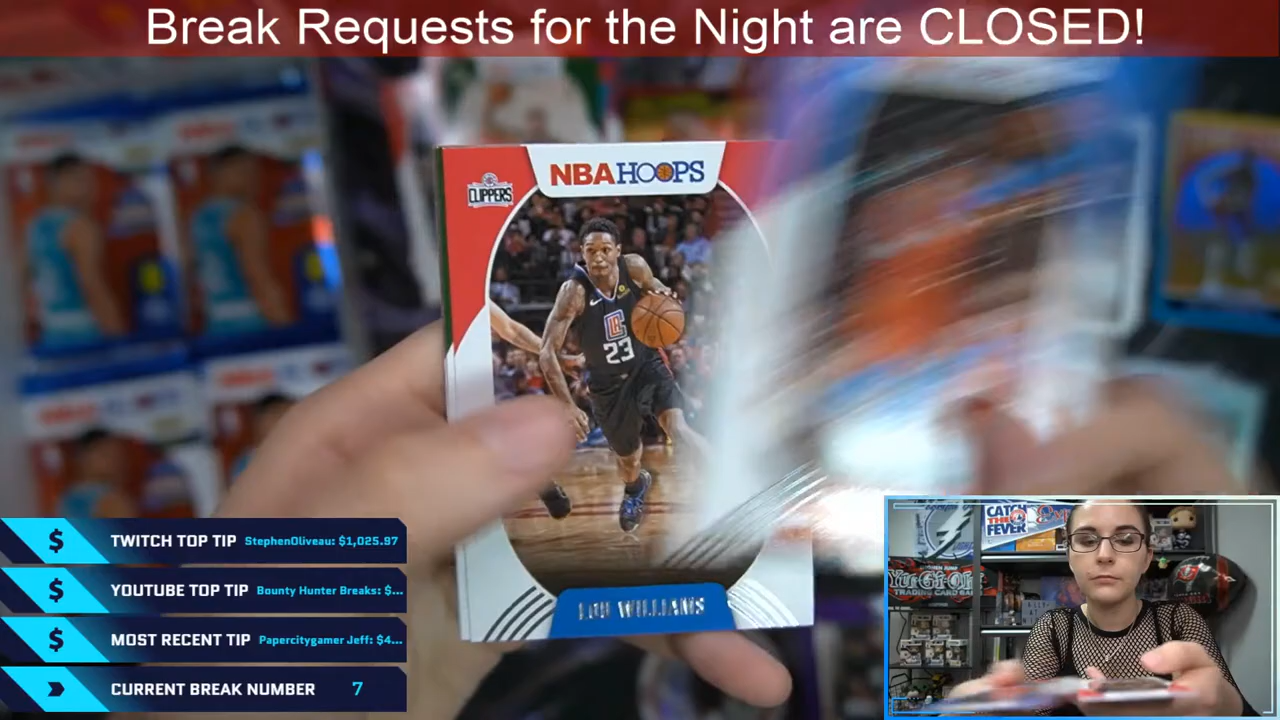 Break Requests for the Night are CLOSED!
CLIPPERS
NBA HOOPS
23
LOU WILLIAMS
TWITCH TOP TIP StephenOliveau: $1,025.97
YOUTUBE TOP TIP Bounty Hunter Breaks: $...
MOST RECENT TIP Papercitygamer Jeff: $4...
CURRENT BREAK NUMBER 7
CATCH
THE
FEVER
Yu-Gi-Oh!
TRADING CARD GAME